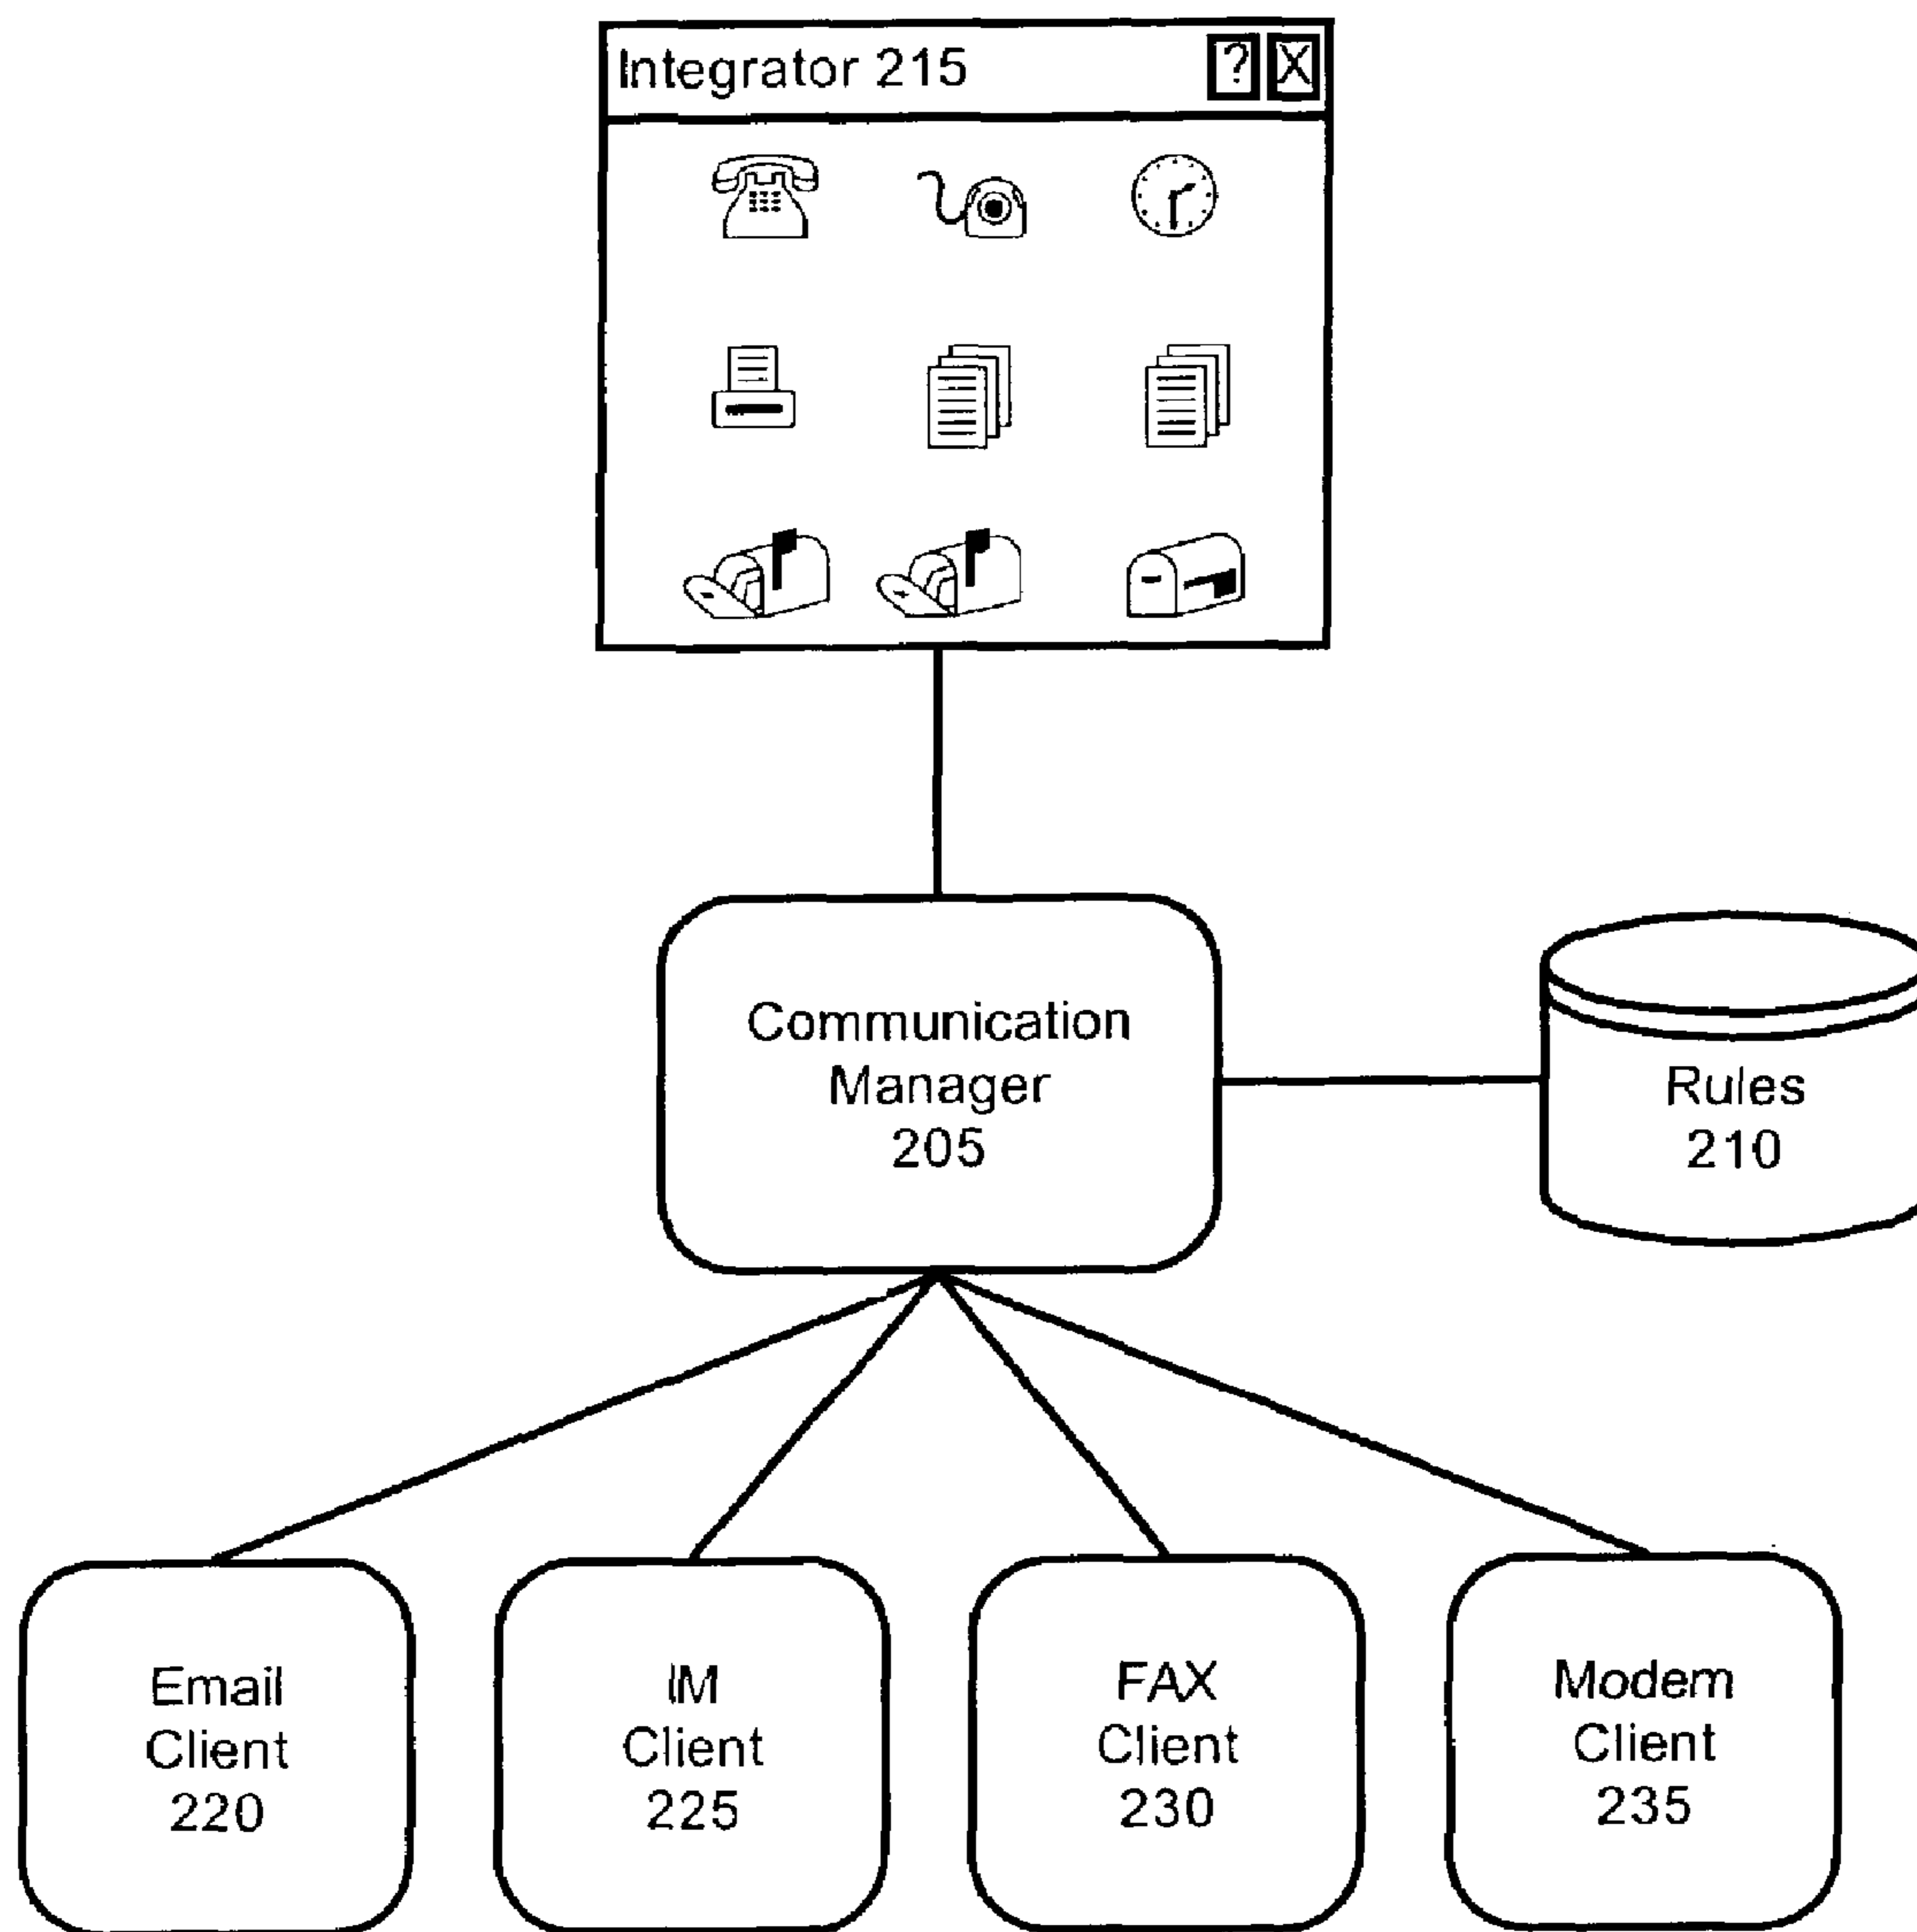 Integrator 215 ? X
Communication
Manager
205
Rules
210
Email
Client
220
IM
Client
225
FAX
Client
230
Modem
Client
235